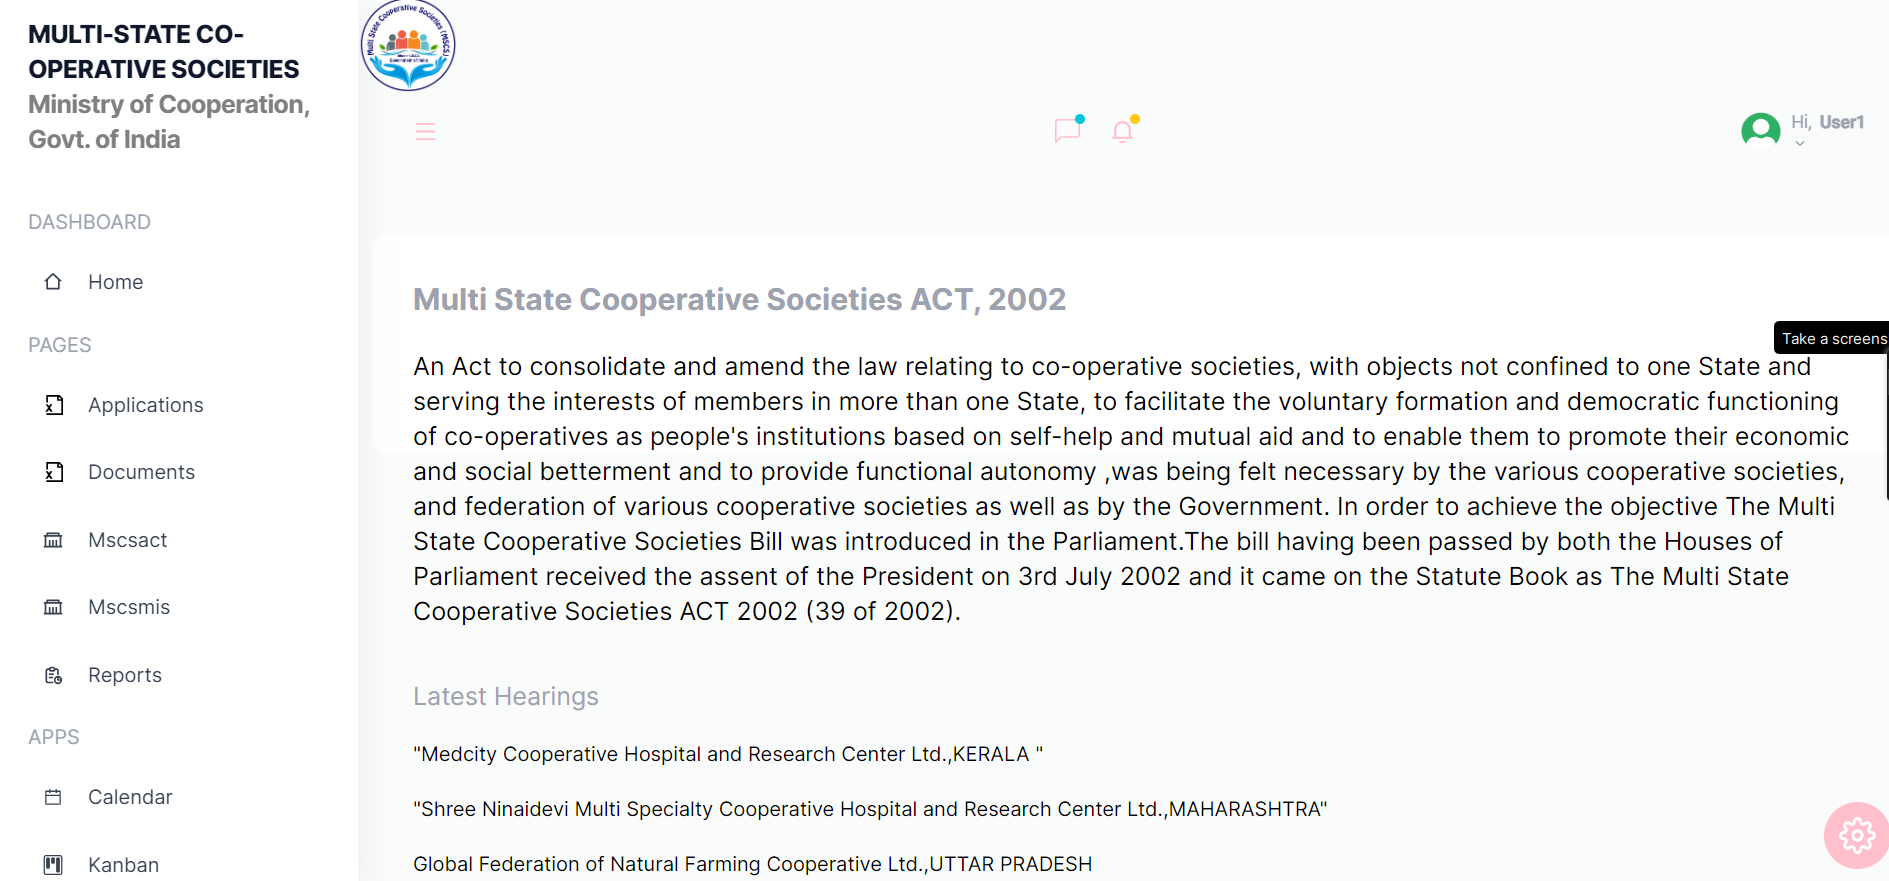 MULTI-STATE CO-
OPERATIVE SOCIETIES
Ministry of Cooperation,
Govt. of India
DASHBOARD
Home
PAGES
Applications
Documents
Mscsact
Mscsmis
Reports
APPS
Calendar
Kanban
Multi State Cooperative Societies (MSCS)
Government of India
Hi, User1
Multi State Cooperative Societies ACT, 2002
Take a screens
An Act to consolidate and amend the law relating to co-operative societies, with objects not confined to one State and
serving the interests of members in more than one State, to facilitate the voluntary formation and democratic functioning
of co-operatives as people's institutions based on self-help and mutual aid and to enable them to promote their economic
and social betterment and to provide functional autonomy ,was being felt necessary by the various cooperative societies,
and federation of various cooperative societies as well as by the Government. In order to achieve the objective The Multi
State Cooperative Societies Bill was introduced in the Parliament.The bill having been passed by both the Houses of
Parliament received the assent of the President on 3rd July 2002 and it came on the Statute Book as The Multi State
Cooperative Societies ACT 2002 (39 of 2002).
Latest Hearings
"Medcity Cooperative Hospital and Research Center Ltd.,KERALA "
"Shree Ninaidevi Multi Specialty Cooperative Hospital and Research Center Ltd.,MAHARASHTRA"
Global Federation of Natural Farming Cooperative Ltd.,UTTAR PRADESH